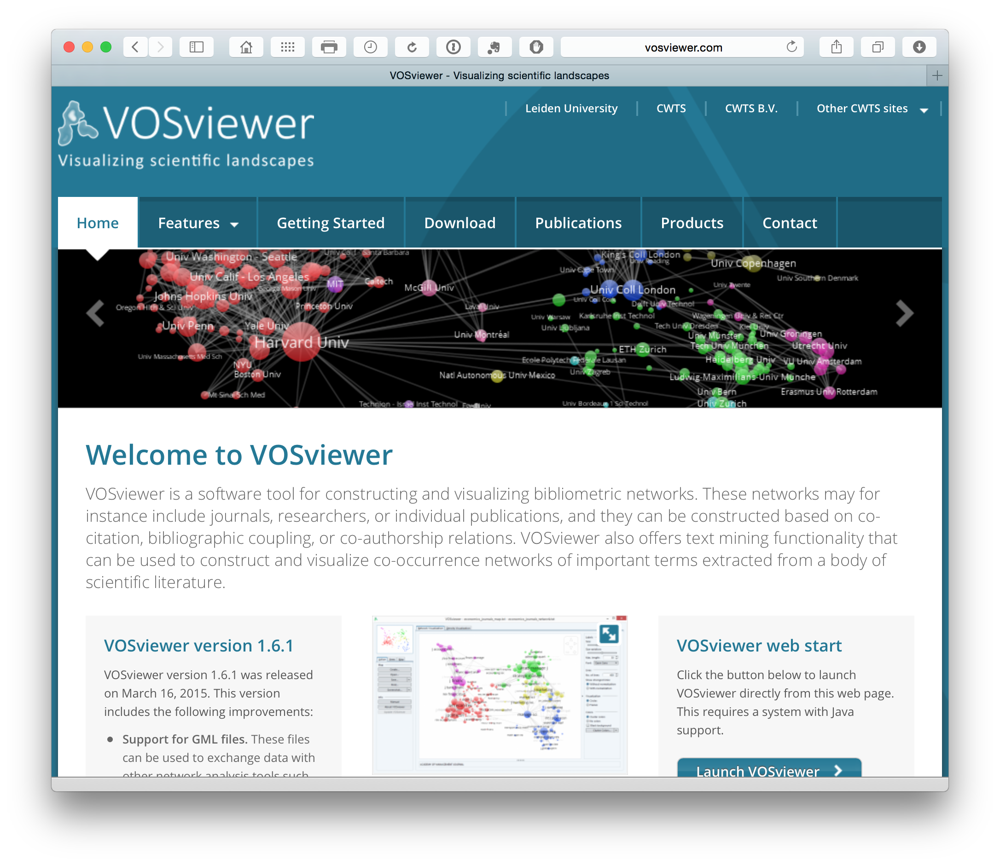 vosviewer.com
VOSviewer - Visualizing scientific landscapes
VOSviewer
Visualizing scientific landscapes
Leiden University
CWTS
CWTS B.V.
Other CWTS sites
Home
Features
Getting Started
Download
Publications
Products
Contact
Univ Washington - Seattle
Univ Calif - Santa Barbara
Univ Calif - Los Angeles
George Mason Univ
MIT
Caltech
McGill Univ
Johns Hopkins Univ
Oregon Hlth & Sci Univ
Princeton Univ
Laval Univ
Univ Penn
Yale Univ
Univ Montréal
Harvard Univ
Univ Massachusetts Med Sch
NYU
Boston Univ
Natl Autonomous Univ Mexico
Mt Sinai Sch Med
Technion - Israel Inst Technol
King's Coll London
Univ Reading
Univ Cape Town
Univ Copenhagen
Univ Southern Denmark
Univ Twente
Univ Coll London
Univ Coll Cork
Delft Univ Technol
Univ Warsaw
Karlsruhe Inst Technol
Wageningen Univ & Res Ctr
Univ Ljubljana
Tech Univ Dresden
Kiel Univ
Univ Münster
Univ Groningen
Tech Univ München
Utrecht Univ
ETH Zurich
Ecole Polytech Federale Lausan
Heidelberg Univ
VU Univ Amsterdam
Univ Zagreb
Ludwig-Maximilians-Univ Munche
Univ Bern
Erasmus Univ Rotterdam
Univ Bordeaux 1 Sci Technol
Univ Zurich
Welcome to VOSviewer
VOSviewer is a software tool for constructing and visualizing bibliometric networks. These networks may for
instance include journals, researchers, or individual publications, and they can be constructed based on co-
citation, bibliographic coupling, or co-authorship relations. VOSviewer also offers text mining functionality that
can be used to construct and visualize co-occurrence networks of important terms extracted from a body of
scientific literature.
VOSviewer version 1.6.1
VOSviewer version 1.6.1 was released
on March 16, 2015. This version
includes the following improvements:
Support for GML files. These files
can be used to exchange data with
other network analysis tools such
VOSviewer web start
Click the button below to launch
VOSviewer directly from this web page.
This requires a system with Java
support.
Launch VOSviewer